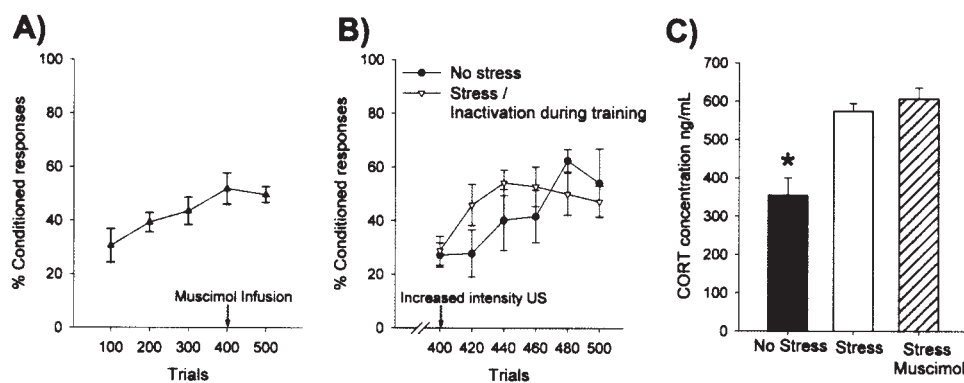 A)
% Conditioned responses
100
80
60
40
20
0
Muscimol Infusion
100 200 300 400 500
Trials
B)
% Conditioned responses
100
80
60
40
20
0
No stress
Stress /
Inactivation during training
Increased intensity US
400 420 440 460 480 500
Trials
C)
CORT concentration ng/mL
700
600
500
400
300
200
100
0
*
No Stress Stress Stress
Muscimol